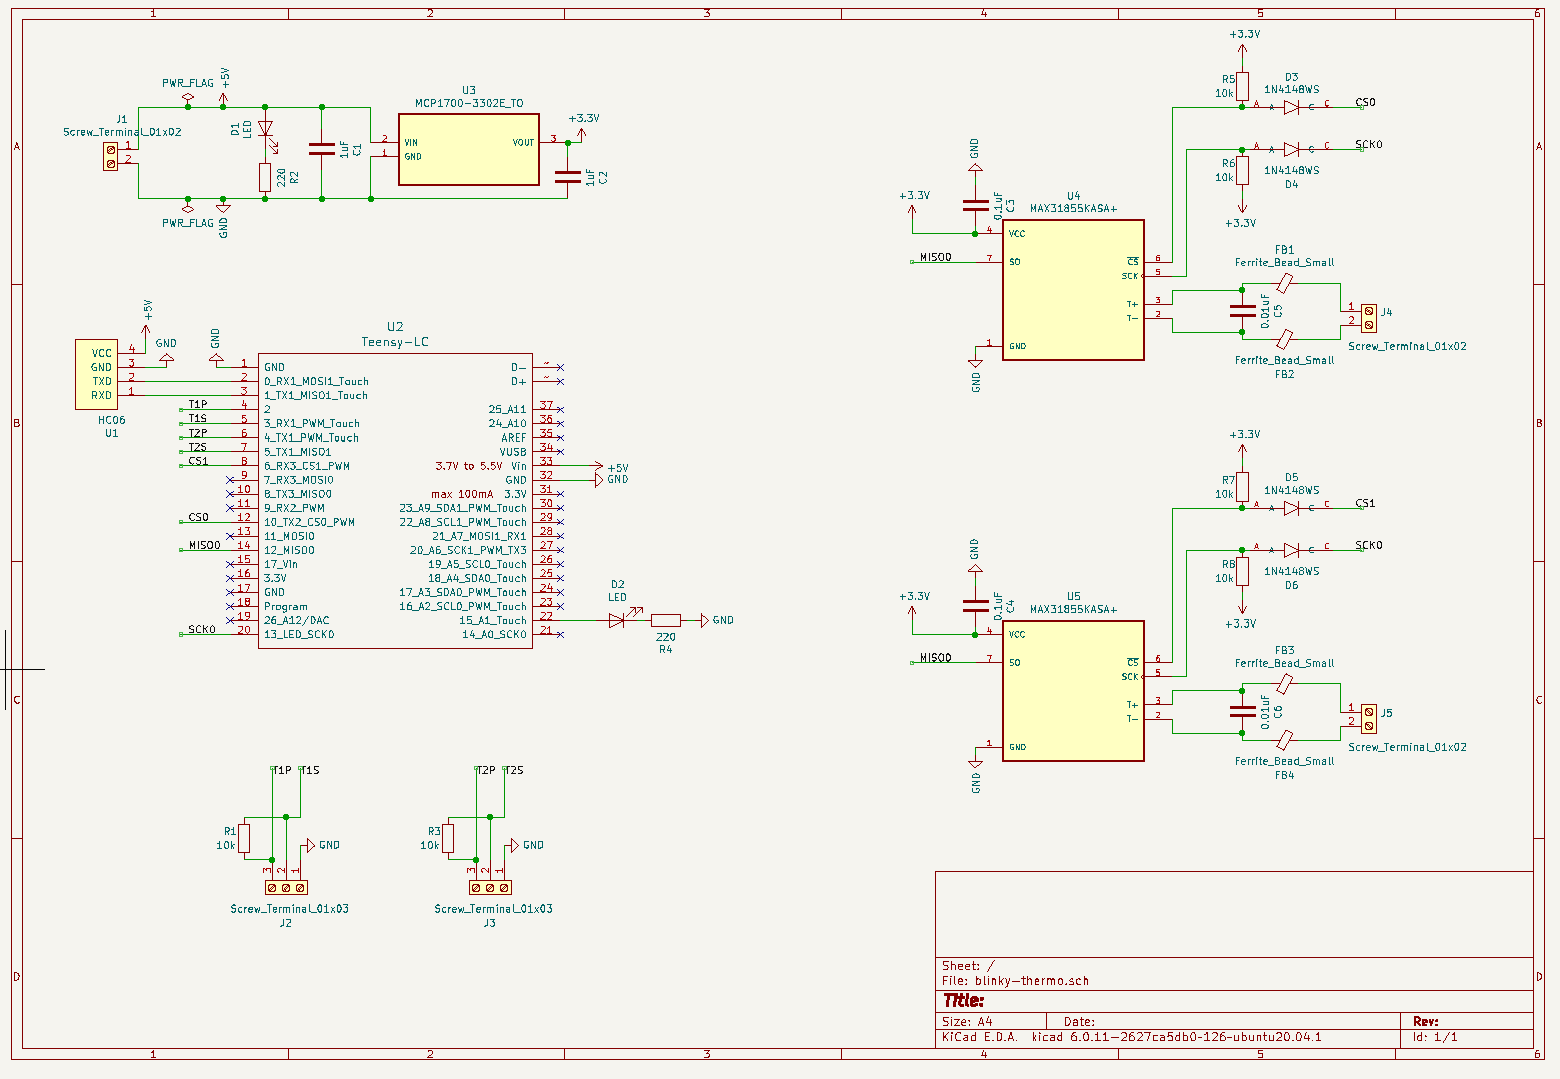 1 2 3 4 5 6
A
B
C
D
PWR_FLAG
+5V
J1
Screw_Terminal_01x02
1
2
D1
LED
220
R2
1uF
C1
U3
MCP1700-3302E_TO
2 VIN
1 GND
VOUT 3
+3.3V
1uF
C2
PWR_FLAG
GND
+5V
GND
GND
VCC 4
GND 3
TXD 2
RXD 1
HC06
U1
U2
Teensy-LC
1 GND
2 0_RX1_MOSI1_Touch
3 1_TX1_MISO1_Touch
T1P 4 2
T1S 5 3_RX1_PWM_Touch
T2P 6 4_TX1_PWM_Touch
T2S 7 5_TX1_MISO1
CS1 8 6_RX3_CS1_PWM
9 7_RX3_MOSI0
10 8_TX3_MISO0
11 9_RX2_PWM
CS0 12 10_TX2_CS0_PWM
13 11_MOSI0
MISO0 14 12_MISO0
15 17_Vin
16 3.3V
17 GND
18 Program
19 26_A12/DAC
SCK0 20 13_LED_SCK0
D- ~
D+ ~
25_A11 37
24_A10 36
AREF 35
VUSB 34
3.7V to 5.5V Vin 33 +5V
GND 32 GND
max 100mA 3.3V 31
23_A9_SDA1_PWM_Touch 30
22_A8_SCL1_PWM_Touch 29
21_A7_MOSI1_RX1 28
20_A6_SCK1_PWM_TX3 27
19_A5_SCL0_Touch 26
18_A4_SDA0_Touch 25
17_A3_SDA0_PWM_Touch 24
16_A2_SCL0_PWM_Touch 23
15_A1_Touch 22
14_A0_SCK0 21
D2
LED
220
R4
GND
T1P T1S
R1
10k
GND
3 2 1
Screw_Terminal_01x03
J2
T2P T2S
R3
10k
GND
3 2 1
Screw_Terminal_01x03
J3
+3.3V
R5
10k
D3
1N4148WS
A A C C
CS0
A A C C
SCK0
R6
10k
1N4148WS
D4
+3.3V
GND
0.1uF
C3
+3.3V
U4
MAX31855KASA+
4 VCC
MISO0 7 SO
CS 6
SCK 5
T+ 3
T- 2
1 GND
GND
FB1
Ferrite_Bead_Small
0.01uF
C5
1
2
J4
Screw_Terminal_01x02
Ferrite_Bead_Small
FB2
+3.3V
R7
10k
D5
1N4148WS
A A C C
CS1
A A C C
SCK0
R8
10k
1N4148WS
D6
+3.3V
GND
0.1uF
C4
+3.3V
U5
MAX31855KASA+
4 VCC
MISO0 7 SO
CS 6
SCK 5
T+ 3
T- 2
1 GND
GND
FB3
Ferrite_Bead_Small
0.01uF
C6
1
2
J5
Screw_Terminal_01x02
Ferrite_Bead_Small
FB4
A
B
C
D
Sheet: /
File: blinky-thermo.sch
Title:
Size: A4 Date: Rev:
KiCad E.D.A. kicad 6.0.11-2627ca5db0-126-ubuntu20.04.1 Id: 1/1
1 2 3 4 5 6